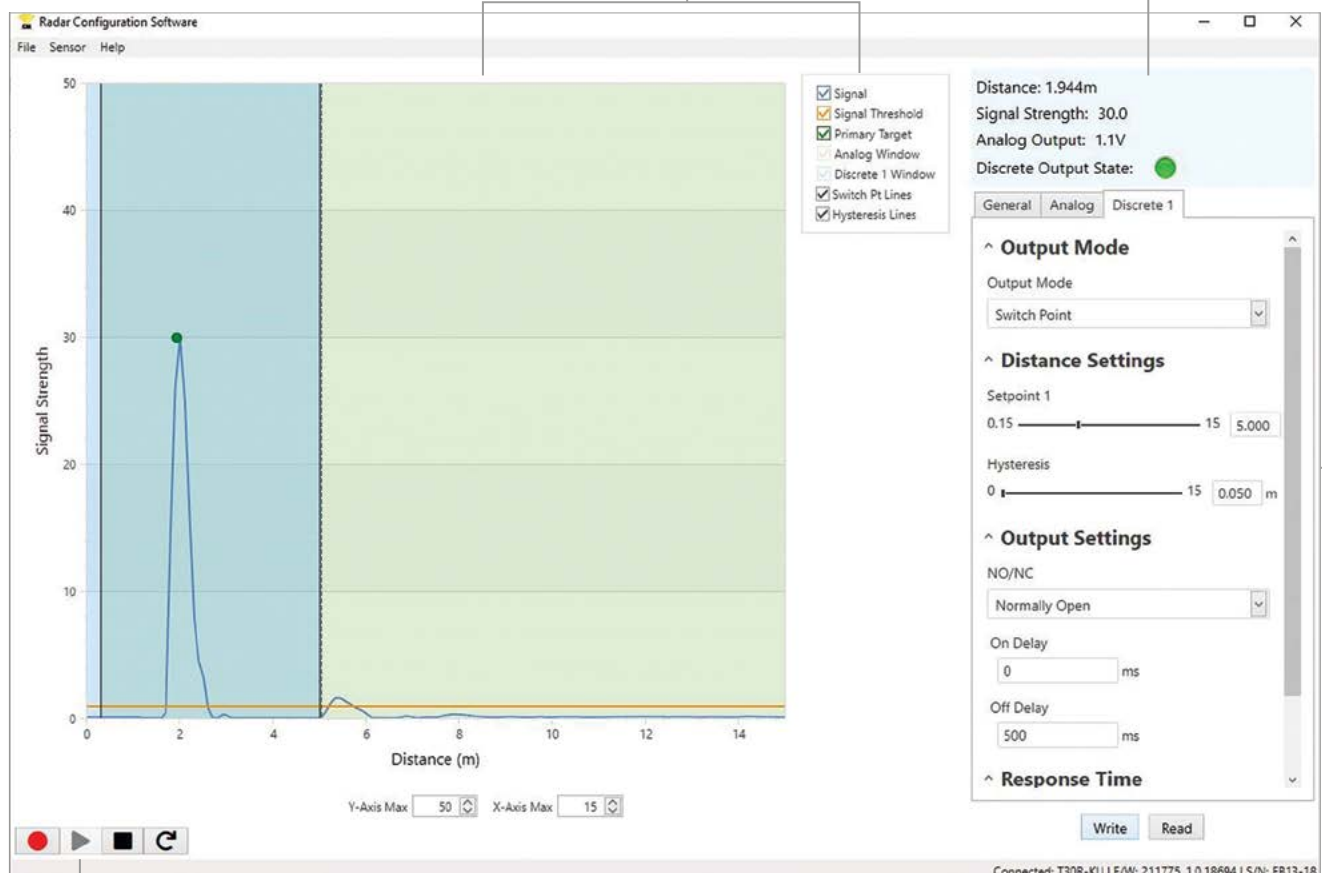 Radar Configuration Software
File Sensor Help
50
40
30
20
10
0
Signal Strength
0 2 4 6 8 10 12 14
Distance (m)
Y-Axis Max 50 X-Axis Max 15
Signal
Signal Threshold
Primary Target
Analog Window
Discrete 1 Window
Switch Pt Lines
Hysteresis Lines
Distance: 1.944m
Signal Strength: 30.0
Analog Output: 1.1V
Discrete Output State:
General Analog Discrete 1
Output Mode
Output Mode
Switch Point
Distance Settings
Setpoint 1
0.15 15 5.000
Hysteresis
0 15 0.050 m
Output Settings
NO/NC
Normally Open
On Delay
0 ms
Off Delay
500 ms
Response Time
Write Read
Connected: